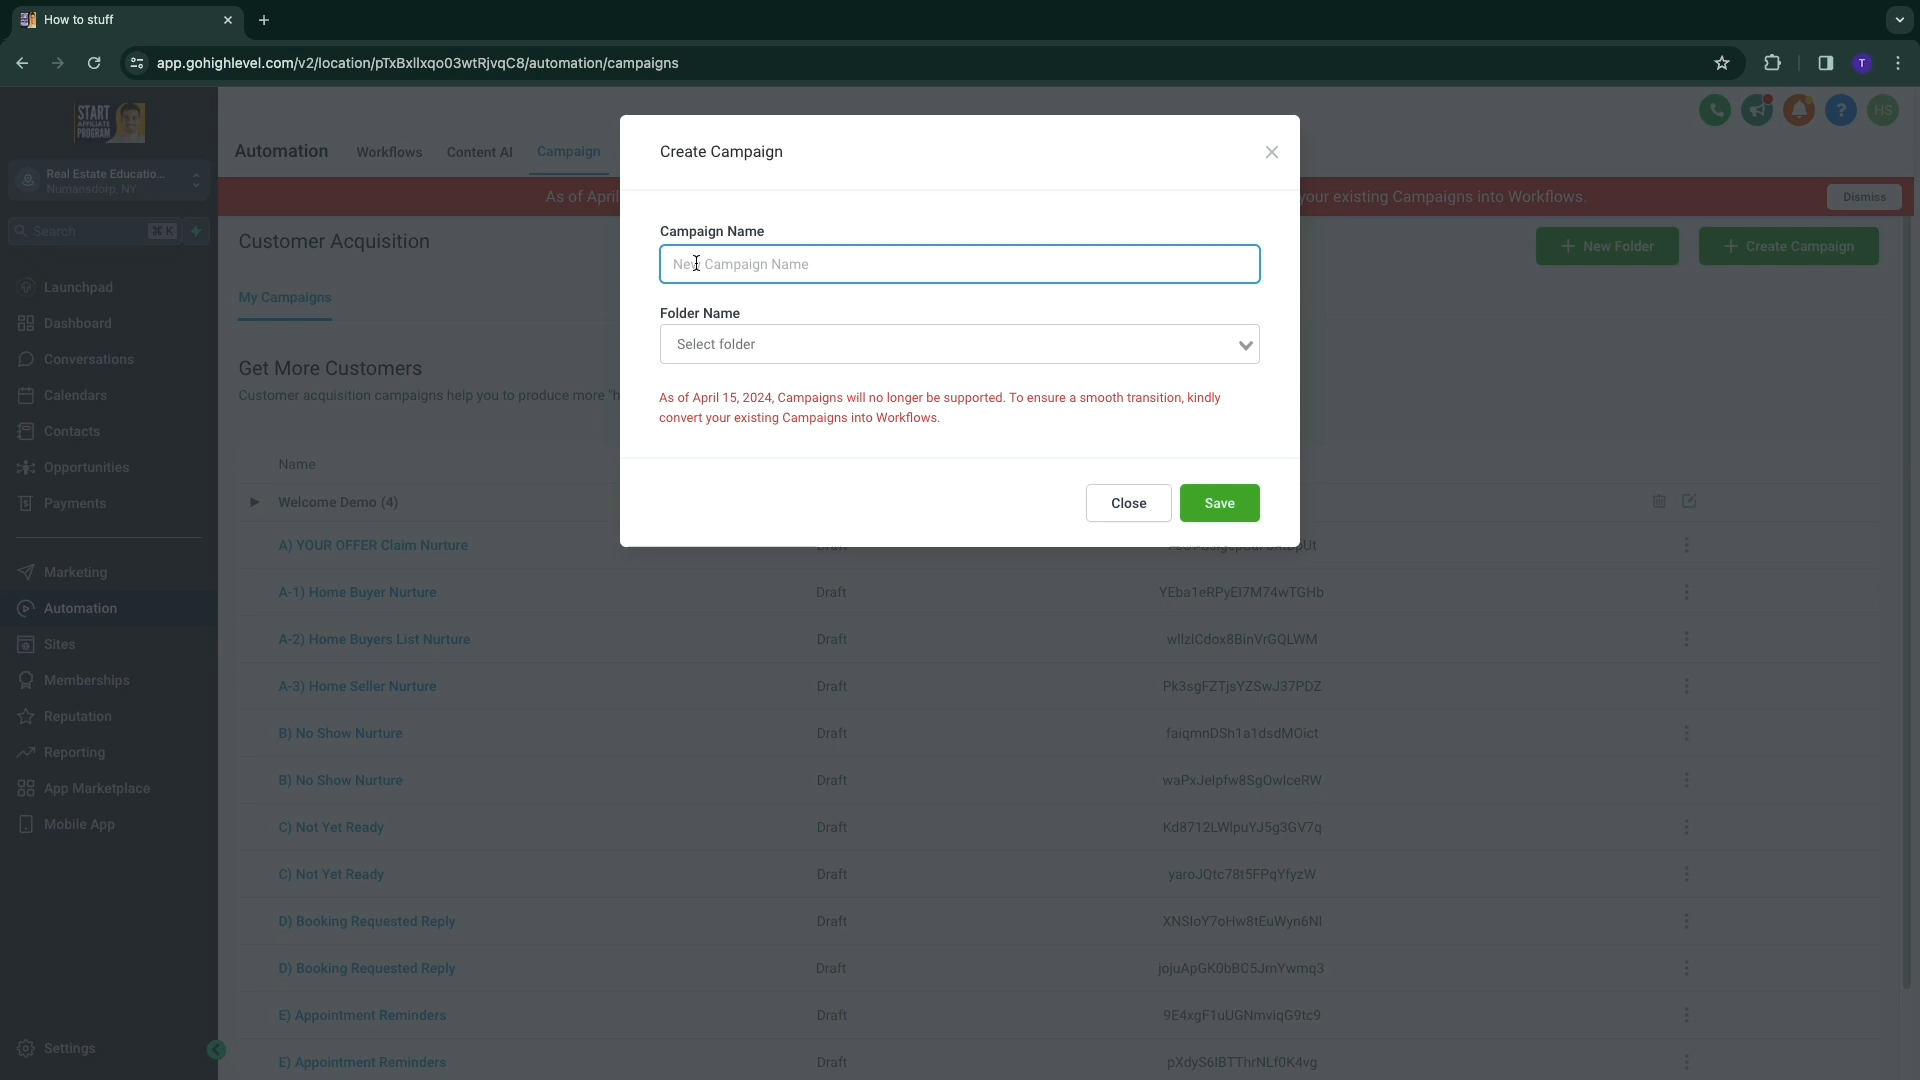 How to stuff
app.gohighlevel.com/v2/location/pTxBxllxqo03wtRjvqC8/automation/campaigns
T
START
AFFILIATE
PROGRAM
HS
Real Estate Educatio...
Numansdorp, NY
Search
⌘ K
Automation
Workflows
Content AI
Campaign
As of April
your existing Campaigns into Workflows.
Dismiss
Customer Acquisition
New Folder
Create Campaign
My Campaigns
Get More Customers
Customer acquisition campaigns help you to produce more "h
Create Campaign
Campaign Name
New Campaign Name
Folder Name
Select folder
As of April 15, 2024, Campaigns will no longer be supported. To ensure a smooth transition, kindly
convert your existing Campaigns into Workflows.
Close
Save
Launchpad
Dashboard
Conversations
Calendars
Contacts
Opportunities
Payments
Marketing
Automation
Sites
Memberships
Reputation
Reporting
App Marketplace
Mobile App
Settings
Name
Welcome Demo (4)
A) YOUR OFFER Claim Nurture
A-1) Home Buyer Nurture Draft YEba1eRPyEI7M74wTGHb
A-2) Home Buyers List Nurture Draft wIlzlCdox8BinVrGQLWM
A-3) Home Seller Nurture Draft Pk3sgFZTjsYZSwJ37PDZ
B) No Show Nurture Draft faiqmnDSh1a1dsdMOict
B) No Show Nurture Draft waPxJelpfw8SgOwlceRW
C) Not Yet Ready Draft Kd8712LWlpuYJ5g3GV7q
C) Not Yet Ready Draft yaroJQtc78t5FPqYfyzW
D) Booking Requested Reply Draft XNSIoY7oHw8tEuWyn6NI
D) Booking Requested Reply Draft jojuApGK0bBC5JmYwmq3
E) Appointment Reminders Draft 9E4xgF1uUGNmviqG9tc9
E) Appointment Reminders Draft pXdyS6IBTThrNLf0K4vg